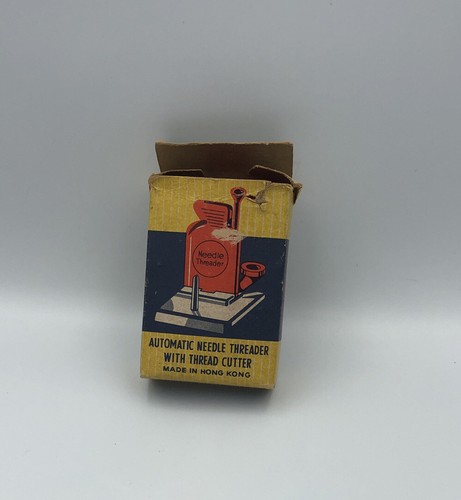 Needle
Threader
AUTOMATIC NEEDLE THREADER
WITH THREAD CUTTER
MADE IN HONG KONG